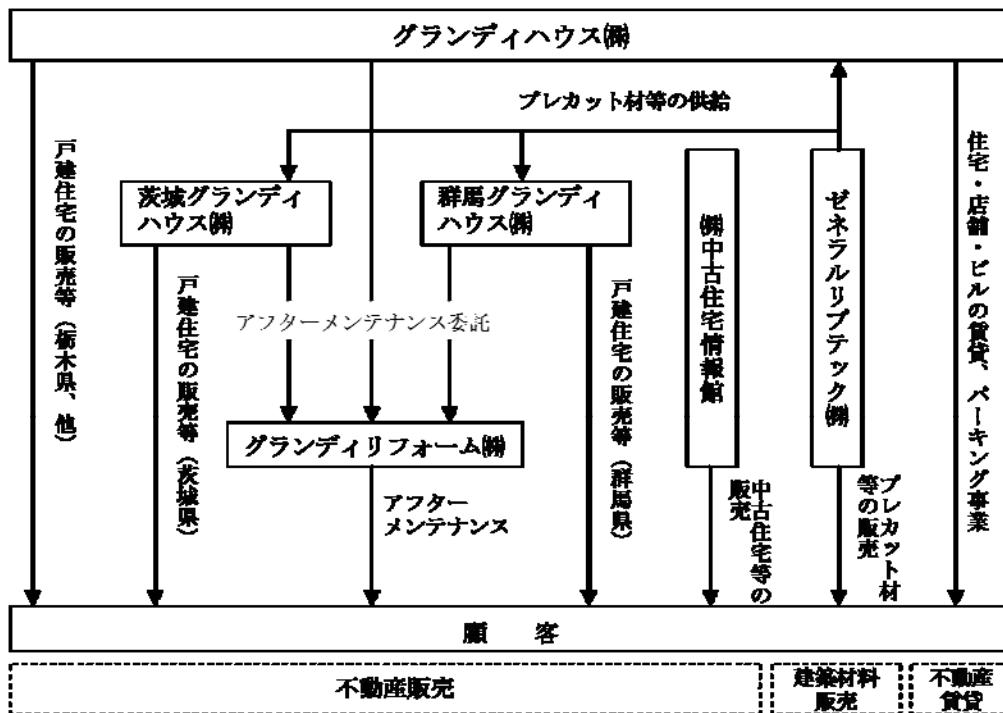 グランディハウス㈱
プレカット材等の供給
戸建住宅の販売等（栃木県、他）
茨城グランディ
ハウス㈱
群馬グランディ
ハウス㈱
㈱中古住宅情報館
ゼネラルリブテック㈱
住宅・店舗・ビルの賃貸、パーキング事業
戸建住宅の販売等（茨城県）
アフターメンテナンス委託
戸建住宅の販売等（群馬県）
グランディリフォーム㈱
アフター
メンテナンス
中古住宅等の
販売
プレカット材
等の販売
顧　客
不動産販売
建築材料
販売
不動産
賃貸